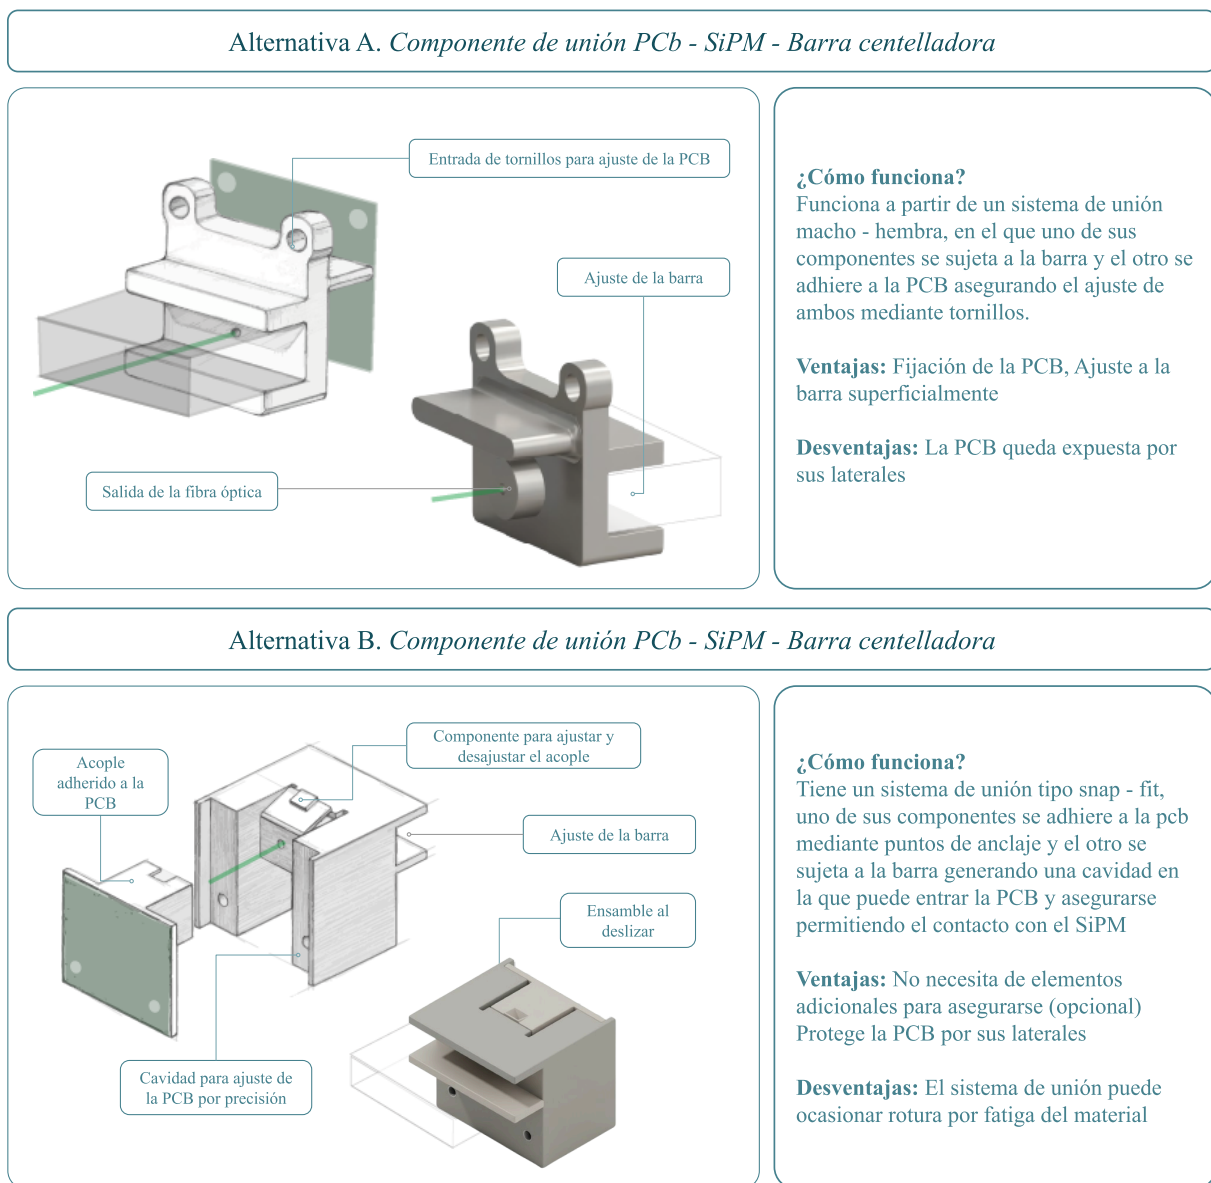 Alternativa A. Componente de unión PCb - SiPM - Barra centelladora
Entrada de tornillos para ajuste de la PCB
Ajuste de la barra
Salida de la fibra óptica
¿Cómo funciona?
Funciona a partir de un sistema de unión
macho - hembra, en el que uno de sus
componentes se sujeta a la barra y el otro se
adhiere a la PCB asegurando el ajuste de
ambos mediante tornillos.
Ventajas: Fijación de la PCB, Ajuste a la
barra superficialmente
Desventajas: La PCB queda expuesta por
sus laterales
Alternativa B. Componente de unión PCb - SiPM - Barra centelladora
Componente para ajustar y
desajustar el acople
Acople
adherido a la
PCB
Ajuste de la barra
Ensamble al
deslizar
Cavidad para ajuste de
la PCB por precisión
¿Cómo funciona?
Tiene un sistema de unión tipo snap - fit,
uno de sus componentes se adhiere a la pcb
mediante puntos de anclaje y el otro se
sujeta a la barra generando una cavidad en
la que puede entrar la PCB y asegurarse
permitiendo el contacto con el SiPM
Ventajas: No necesita de elementos
adicionales para asegurarse (opcional)
Protege la PCB por sus laterales
Desventajas: El sistema de unión puede
ocasionar rotura por fatiga del material